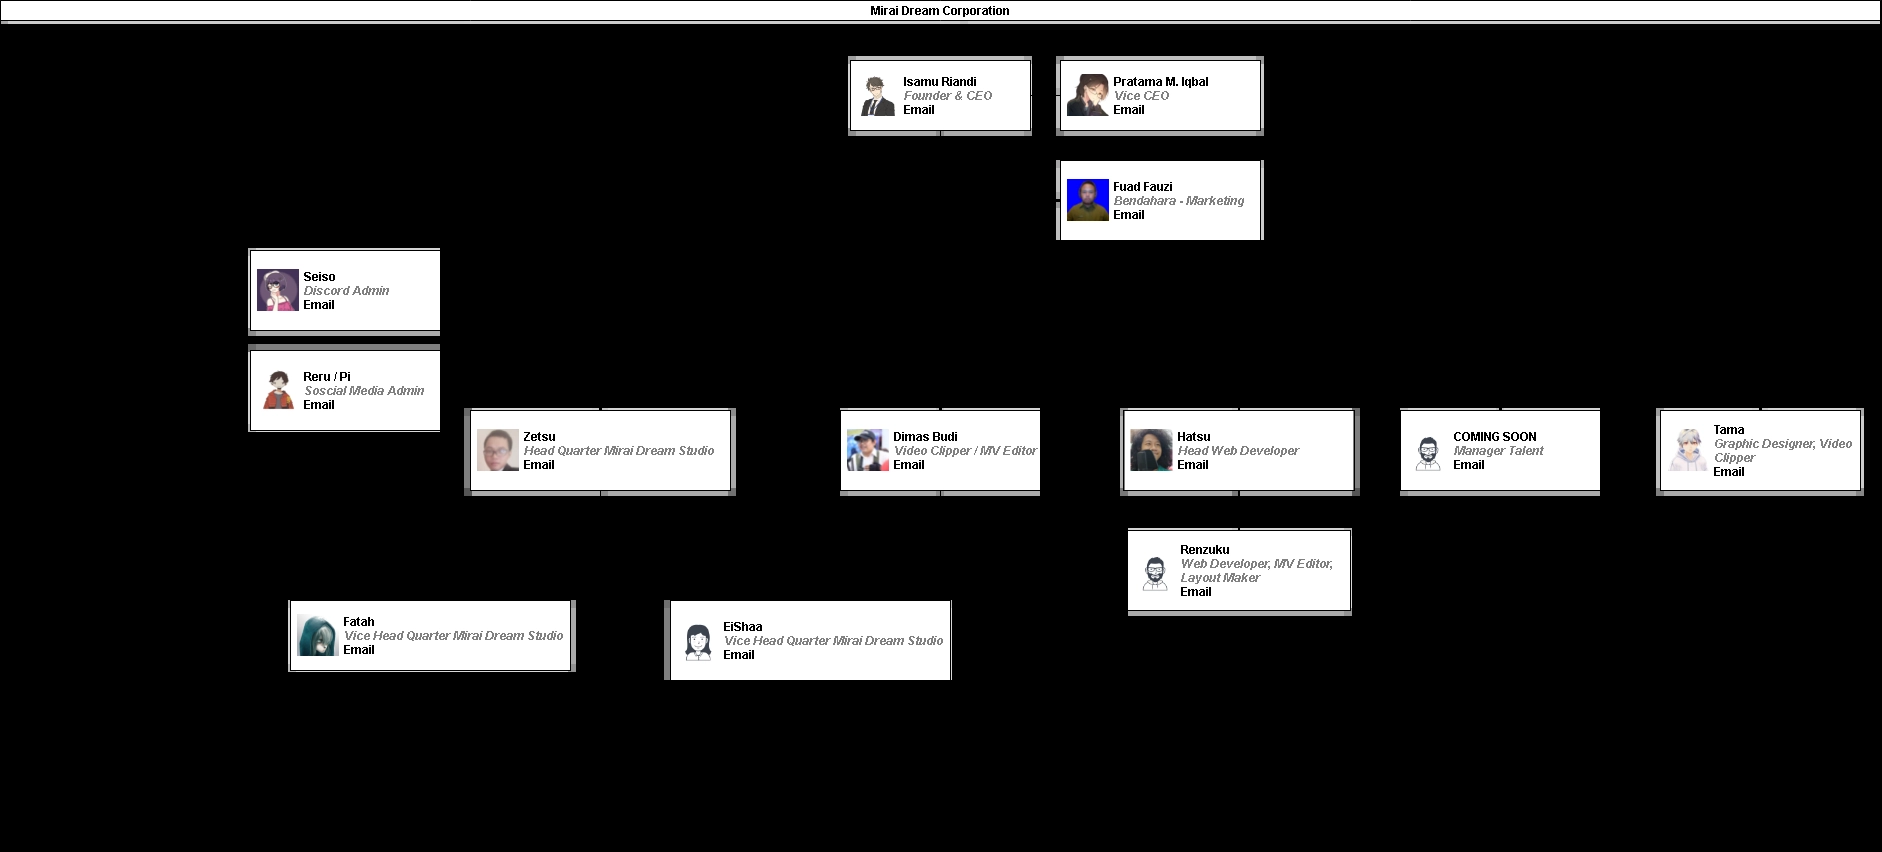 Mirai Dream Corporation
Isamu Riandi
Founder & CEO
Email
Pratama M. Iqbal
Vice CEO
Email
Fuad Fauzi
Bendahara - Marketing
Email
Seiso
Discord Admin
Email
Reru / Pi
Soscial Media Admin
Email
Zetsu
Head Quarter Mirai Dream Studio
Email
Dimas Budi
Video Clipper / MV Editor
Email
Hatsu
Head Web Developer
Email
COMING SOON
Manager Talent
Email
Tama
Graphic Designer, Video
Clipper
Email
Renzuku
Web Developer, MV Editor,
Layout Maker
Email
Fatah
Vice Head Quarter Mirai Dream Studio
Email
EiShaa
Vice Head Quarter Mirai Dream Studio
Email